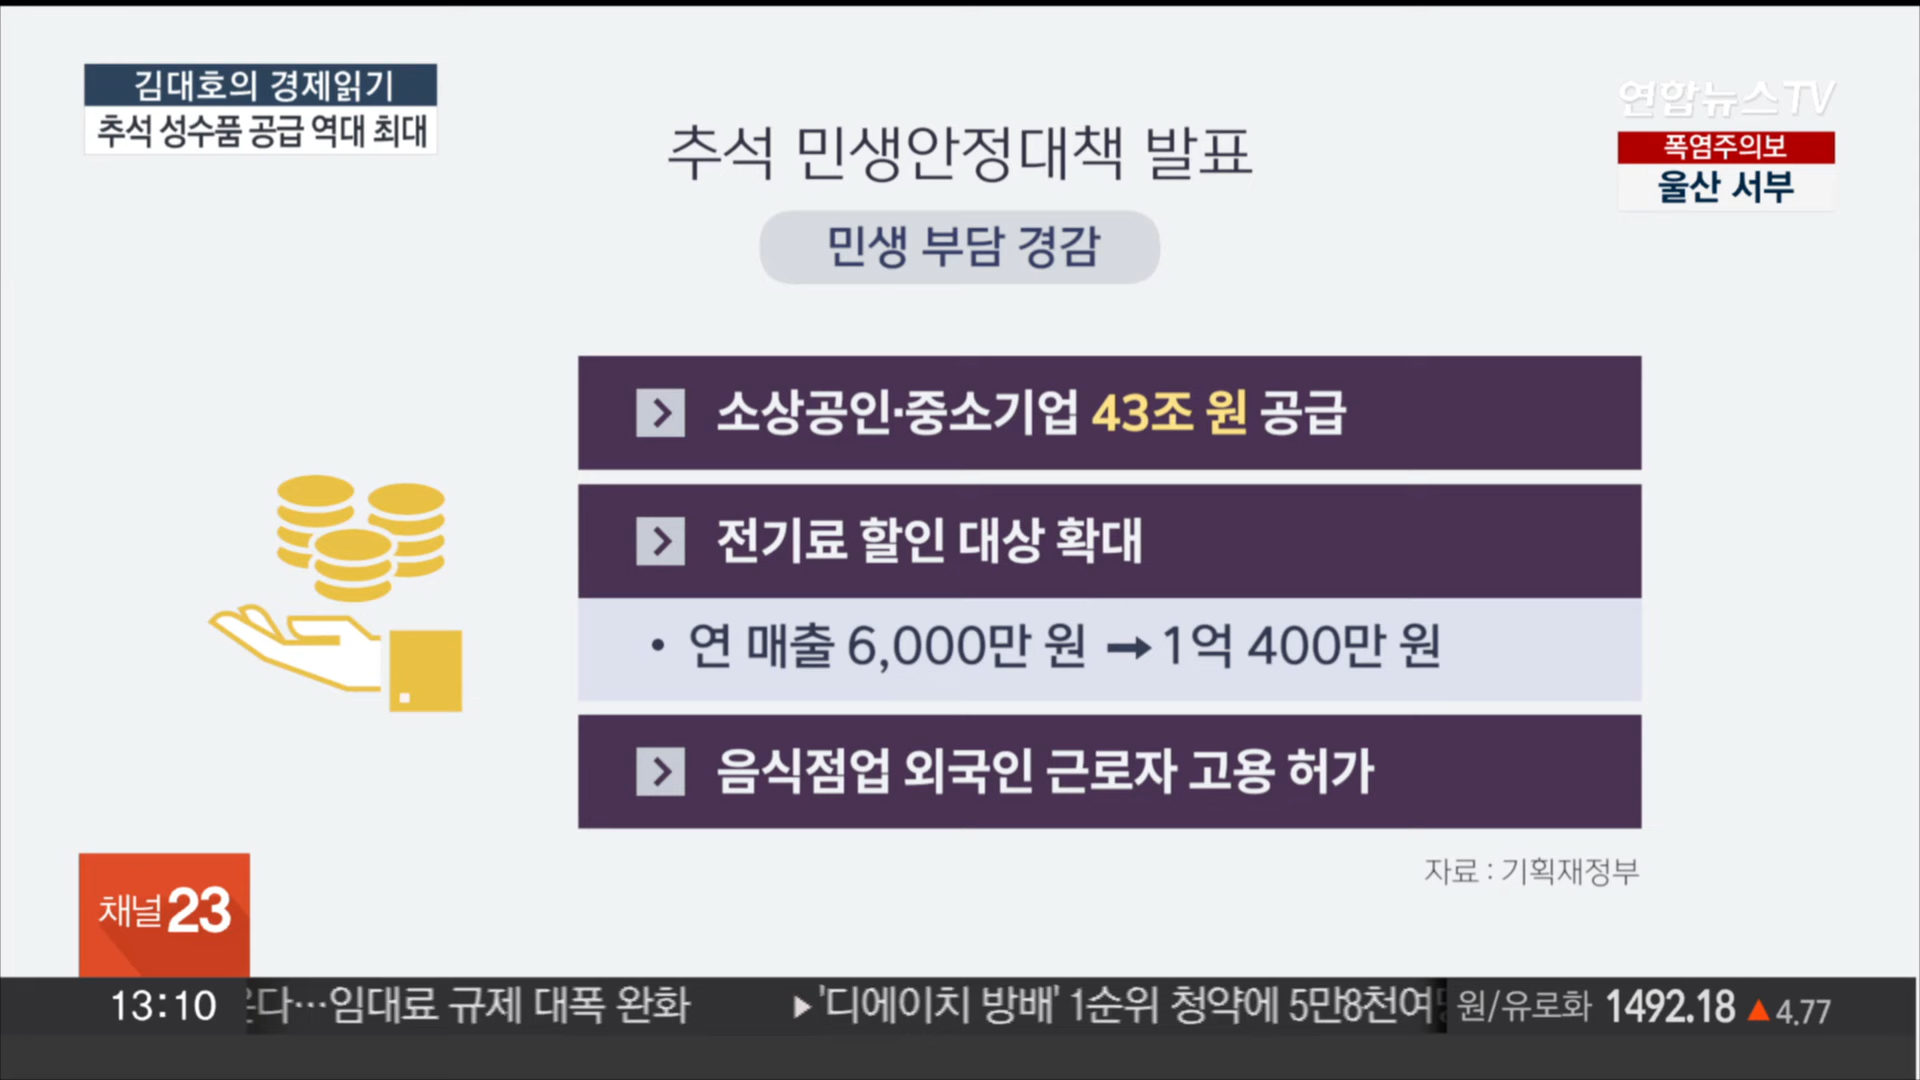 김대호의 경제읽기
추석 성수품 공급 역대 최대
연합뉴스TV
폭염주의보
울산 서부
추석 민생안정대책 발표
민생 부담 경감
소상공인·중소기업 43조 원 공급
전기료 할인 대상 확대
• 연 매출 6,000만 원 ➡ 1억 400만 원
음식점업 외국인 근로자 고용 허가
자료 : 기획재정부
채널23
13:10 …임대료 규제 대폭 완화 ▶'디에이치 방배' 1순위 청약에 5만8천여 원/유로화 1492.18 ▲4.77